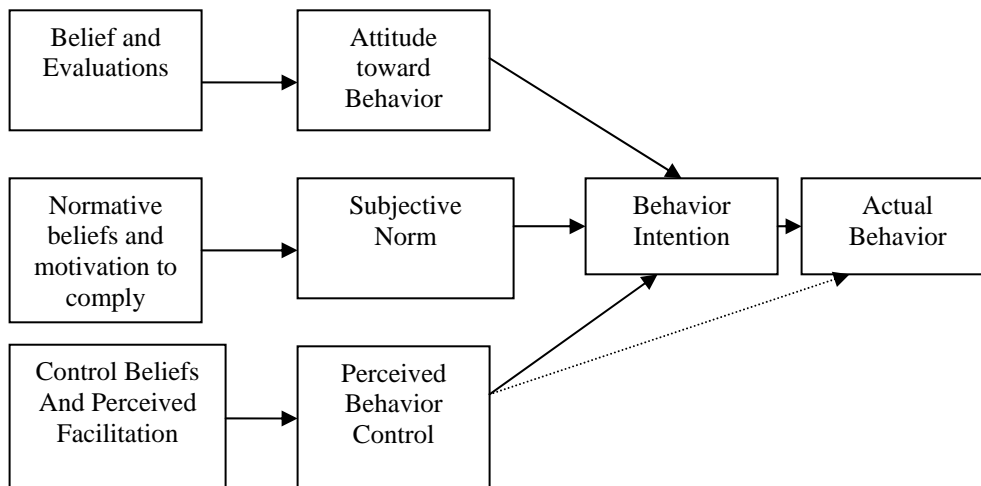 Belief and
Evaluations
Attitude
toward
Behavior
Normative
beliefs and
motivation to
comply
Subjective
Norm
Behavior
Intention
Actual
Behavior
Control Beliefs
And Perceived
Facilitation
Perceived
Behavior
Control